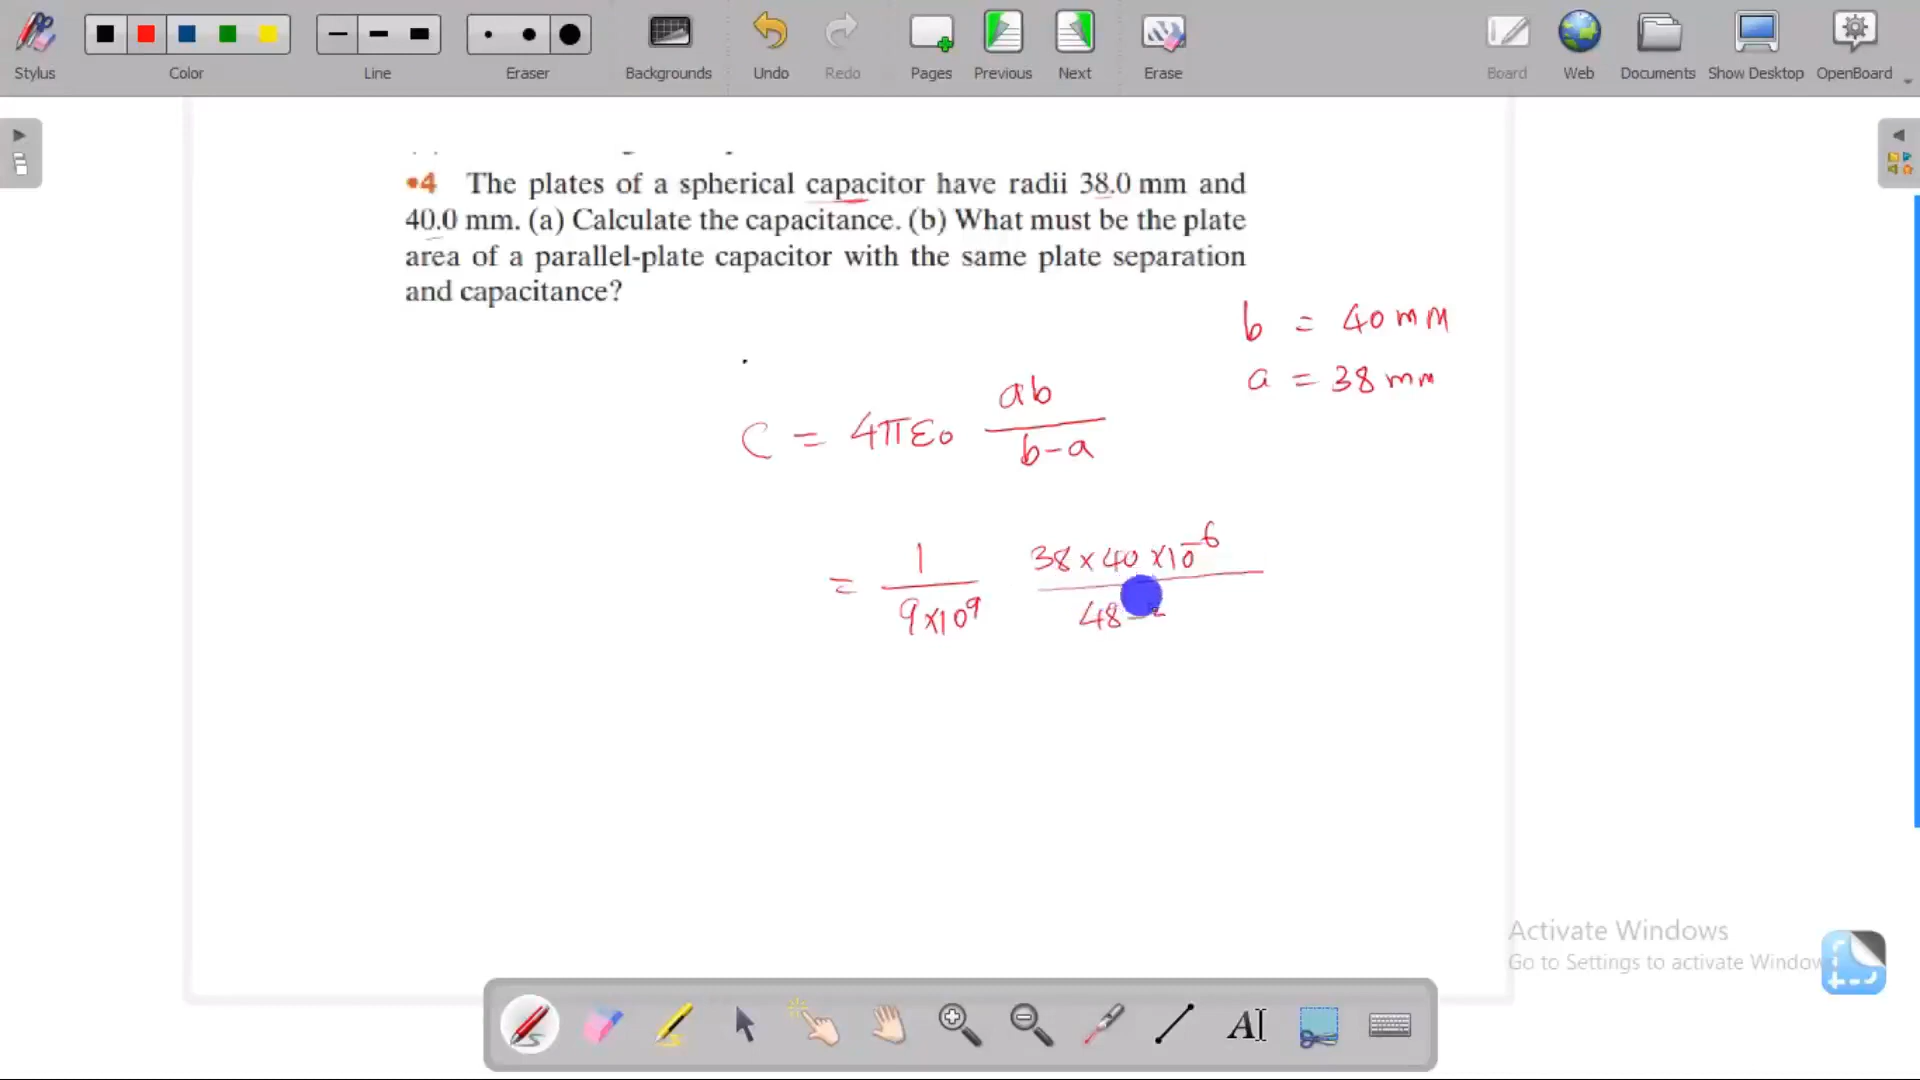 Stylus Color Line Eraser Backgrounds Undo Redo Pages Previous Next Erase Board Web Documents Show Desktop OpenBoard
•4 The plates of a spherical capacitor have radii 38.0 mm and
40.0 mm. (a) Calculate the capacitance. (b) What must be the plate
area of a parallel-plate capacitor with the same plate separation
and capacitance?
b = 40 mm
a = 38 mm
C = 4πε₀ ab / b-a
= 1 / 9×10⁹ 38×40×10⁻⁶ / 48
Activate Windows
Go to Settings to activate Window